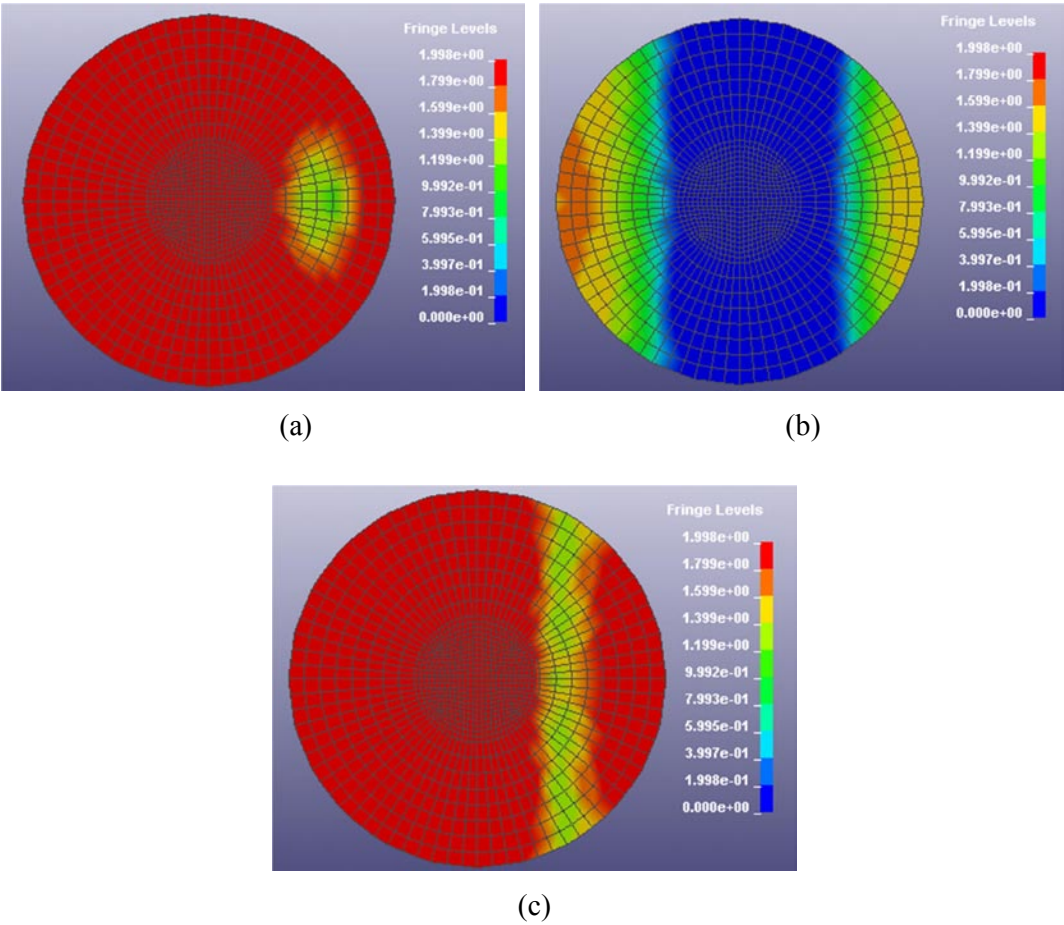 Fringe Levels
1.998e+00
1.799e+00
1.599e+00
1.399e+00
1.199e+00
9.992e-01
7.993e-01
5.995e-01
3.997e-01
1.998e-01
0.000e+00
Fringe Levels
1.998e+00
1.799e+00
1.599e+00
1.399e+00
1.199e+00
9.992e-01
7.993e-01
5.995e-01
3.997e-01
1.998e-01
0.000e+00
(a)
(b)
Fringe Levels
1.998e+00
1.799e+00
1.599e+00
1.399e+00
1.199e+00
9.992e-01
7.993e-01
5.995e-01
3.997e-01
1.998e-01
0.000e+00
(c)